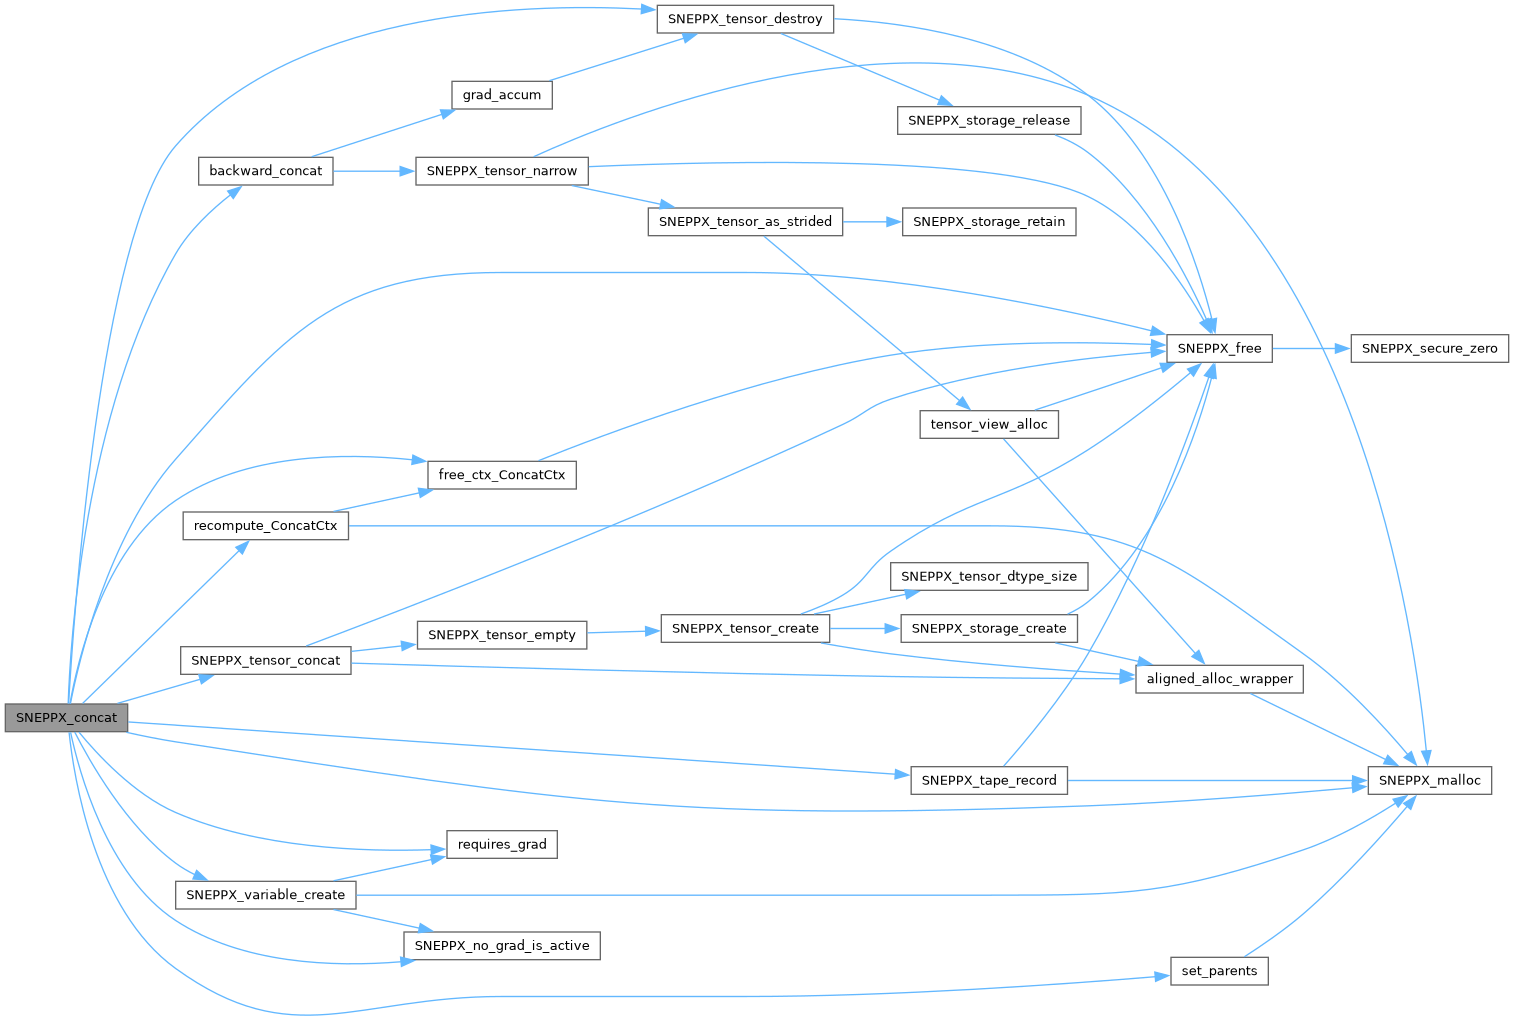 SNEPPX_tensor_destroy
grad_accum
SNEPPX_storage_release
backward_concat
SNEPPX_tensor_narrow
SNEPPX_tensor_as_strided
SNEPPX_storage_retain
SNEPPX_free
SNEPPX_secure_zero
tensor_view_alloc
free_ctx_ConcatCtx
recompute_ConcatCtx
SNEPPX_tensor_dtype_size
SNEPPX_tensor_empty
SNEPPX_tensor_create
SNEPPX_storage_create
SNEPPX_tensor_concat
aligned_alloc_wrapper
SNEPPX_concat
SNEPPX_tape_record
SNEPPX_malloc
requires_grad
SNEPPX_variable_create
SNEPPX_no_grad_is_active
set_parents